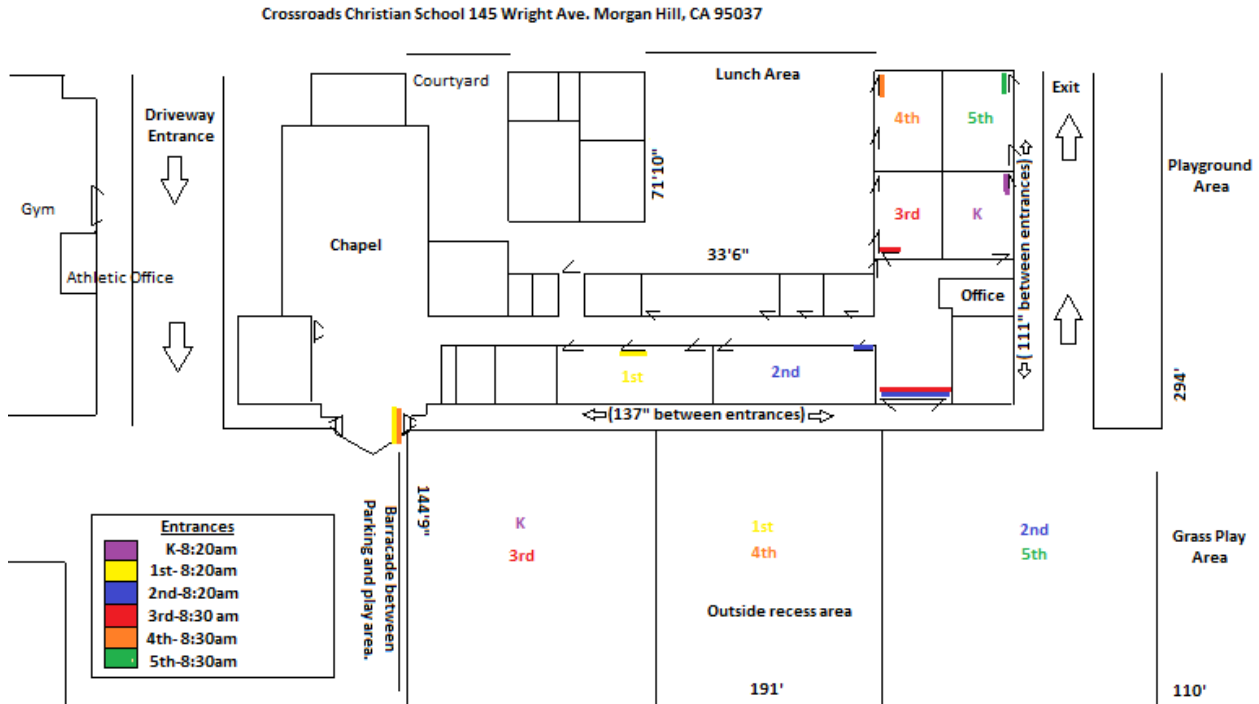 Crossroads Christian School 145 Wright Ave. Morgan Hill, CA 95037
Courtyard
Lunch Area
Driveway
Entrance
Exit
4th
5th
Playground
Area
71'10"
Gym
3rd
K
Chapel
33'6"
Athletic Office
Office
( 111" between entrances)
1st
2nd
294'
(137" between entrances)
144'9"
Barracade between
Parking and play area.
K
3rd
1st
4th
2nd
5th
Grass Play
Area
Outside recess area
191'
110'
Entrances
K-8:20am
1st- 8:20am
2nd-8:20am
3rd-8:30 am
4th- 8:30am
5th-8:30am